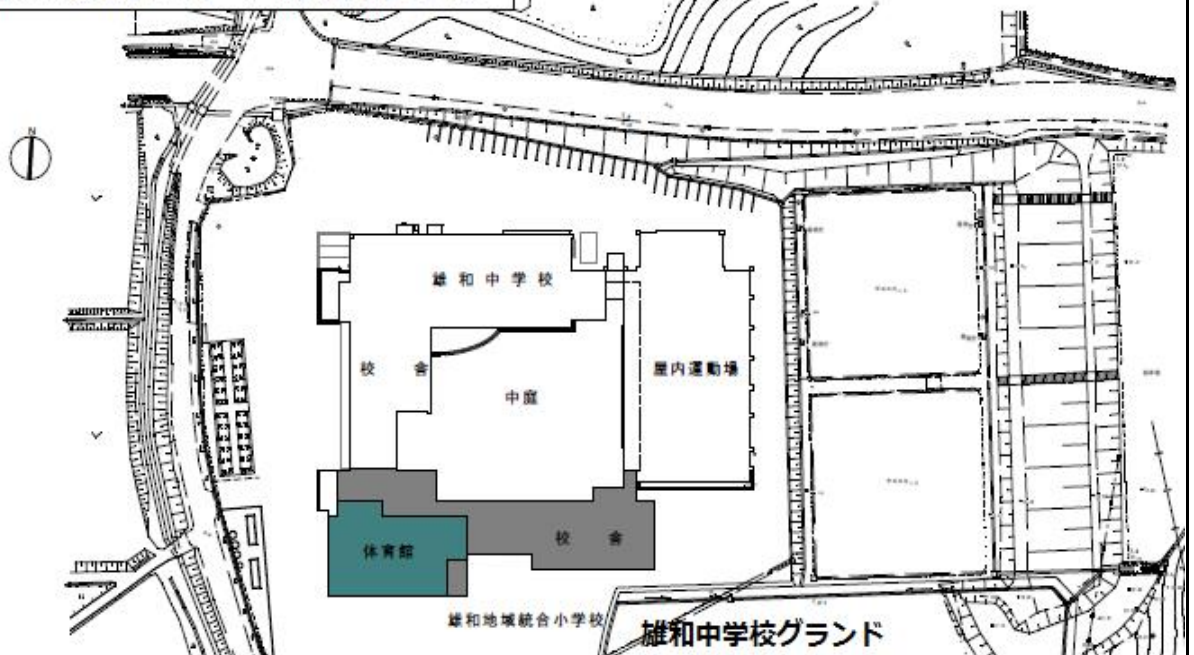 N
雄和中学校
校舎
中庭
屋内運動場
体育館
校舎
雄和地域統合小学校
雄和中学校グランド